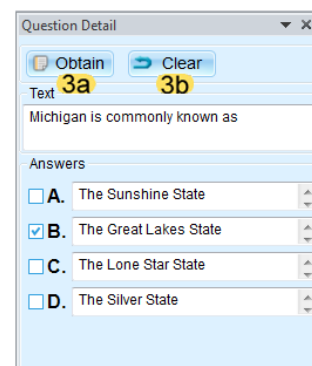 Question Detail
Obtain Clear
3a 3b
Text
Michigan is commonly known as
Answers
A. The Sunshine State
B. The Great Lakes State
C. The Lone Star State
D. The Silver State